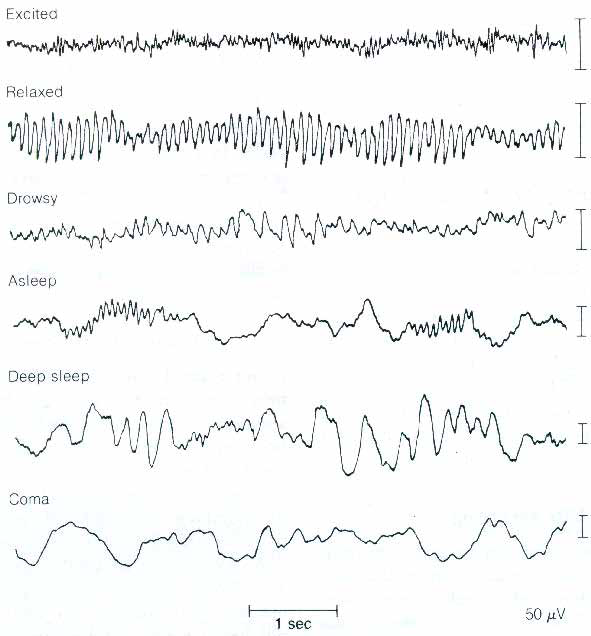 Excited
Relaxed
Drowsy
Asleep
Deep sleep
Coma
1 sec
50 μV